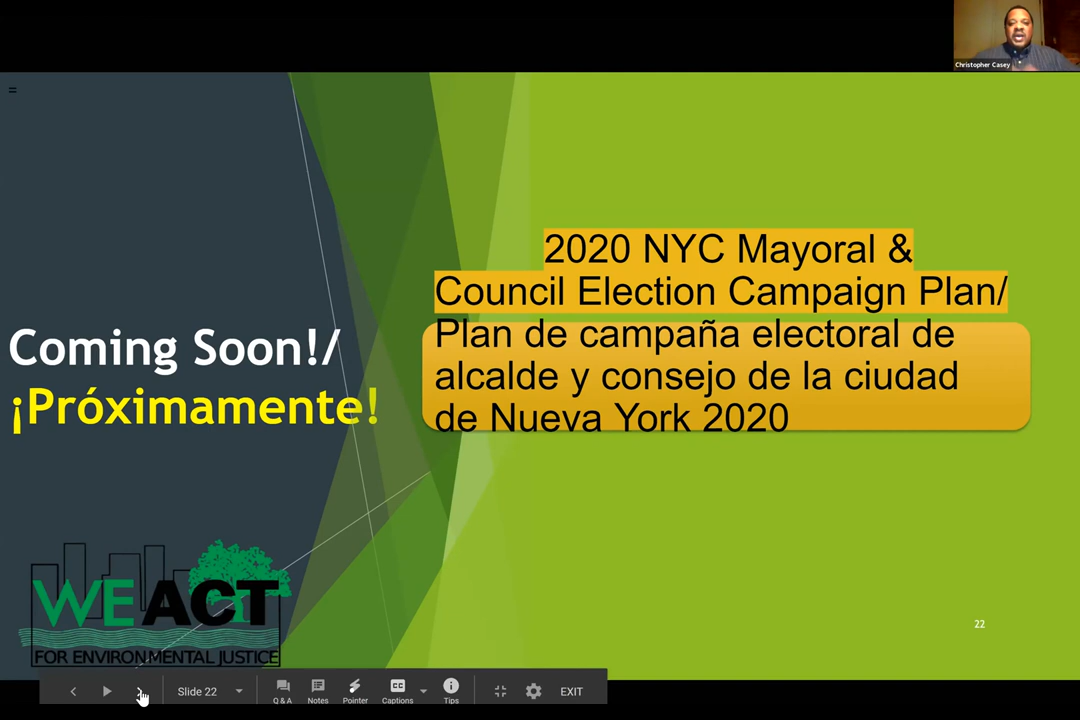 Christopher Casey
=
2020 NYC Mayoral &
Council Election Campaign Plan/
Plan de campaña electoral de
alcalde y consejo de la ciudad
de Nueva York 2020
Coming Soon!/
¡Próximamente!
WE ACT
FOR ENVIRONMENTAL JUSTICE
22
Slide 22
Q & A
Notes
Pointer
CC
Captions
Tips
EXIT